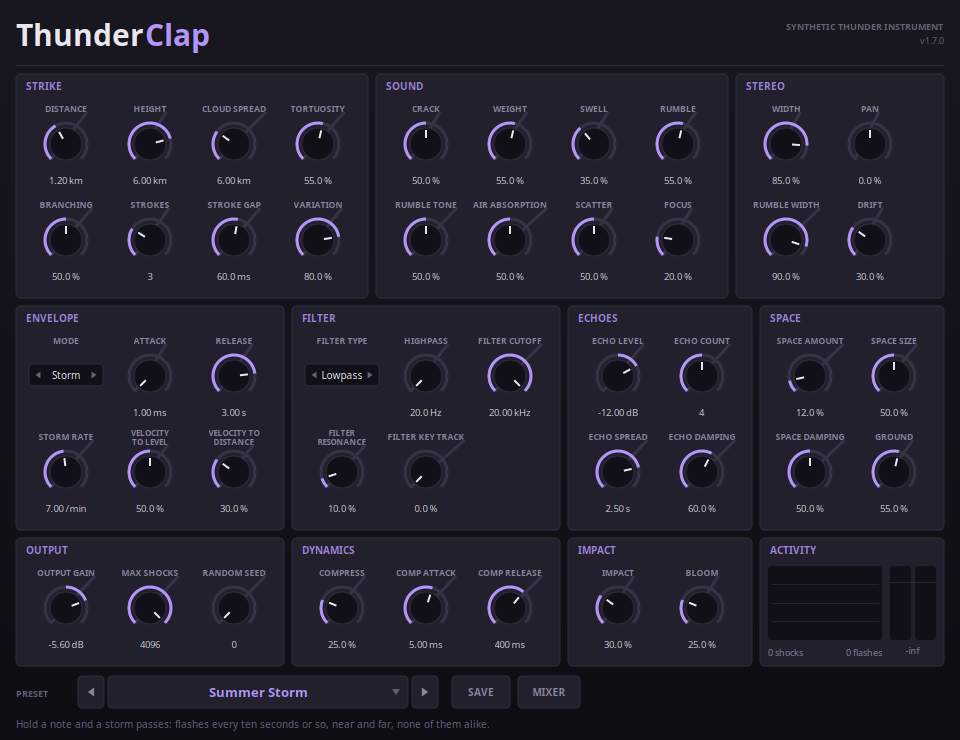 ThunderClap
SYNTHETIC THUNDER INSTRUMENT
v1.7.0
STRIKE
DISTANCE HEIGHT CLOUD SPREAD TORTUOSITY
1.20 km 6.00 km 6.00 km 55.0 %
BRANCHING STROKES STROKE GAP VARIATION
50.0 % 3 60.0 ms 80.0 %
SOUND
CRACK WEIGHT SWELL RUMBLE
50.0 % 55.0 % 35.0 % 55.0 %
RUMBLE TONE AIR ABSORPTION SCATTER FOCUS
50.0 % 50.0 % 50.0 % 20.0 %
STEREO
WIDTH PAN
85.0 % 0.0 %
RUMBLE WIDTH DRIFT
90.0 % 30.0 %
ENVELOPE
MODE ATTACK RELEASE
Storm
1.00 ms 3.00 s
STORM RATE VELOCITY TO LEVEL VELOCITY TO DISTANCE
7.00 /min 50.0 % 30.0 %
FILTER
FILTER TYPE HIGHPASS FILTER CUTOFF
Lowpass
20.0 Hz 20.00 kHz
FILTER RESONANCE FILTER KEY TRACK
10.0 % 0.0 %
ECHOES
ECHO LEVEL ECHO COUNT
-12.00 dB 4
ECHO SPREAD ECHO DAMPING
2.50 s 60.0 %
SPACE
SPACE AMOUNT SPACE SIZE
12.0 % 50.0 %
SPACE DAMPING GROUND
50.0 % 55.0 %
OUTPUT
OUTPUT GAIN MAX SHOCKS RANDOM SEED
-5.60 dB 4096 0
DYNAMICS
COMPRESS COMP ATTACK COMP RELEASE
25.0 % 5.00 ms 400 ms
IMPACT
IMPACT BLOOM
30.0 % 25.0 %
ACTIVITY
0 shocks 0 flashes -inf
PRESET Summer Storm SAVE MIXER
Hold a note and a storm passes: flashes every ten seconds or so, near and far, none of them alike.